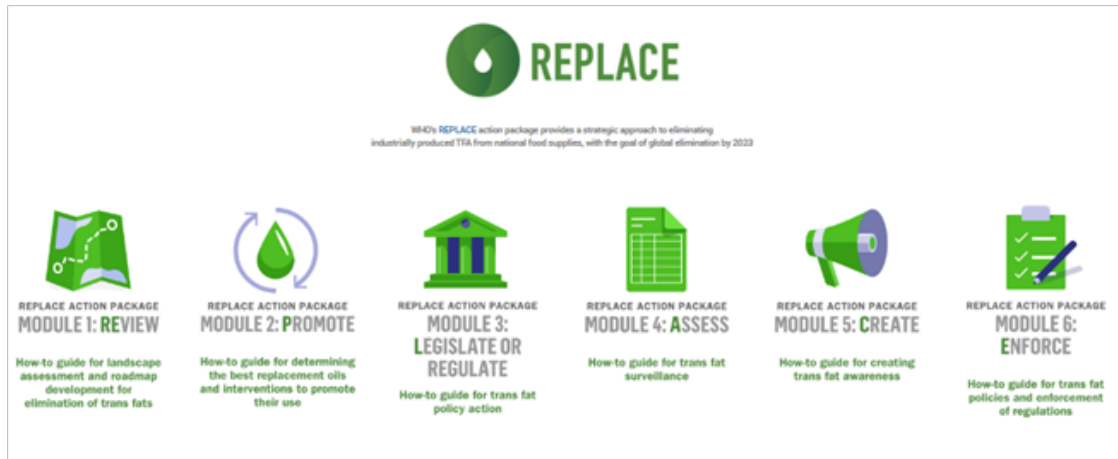 REPLACE
WHO's REPLACE action package provides a strategic approach to eliminating
industrially produced TFA from national food supplies, with the goal of global elimination by 2023
REPLACE ACTION PACKAGE
MODULE 1: REVIEW
How-to guide for landscape
assessment and roadmap
development for
elimination of trans fats
REPLACE ACTION PACKAGE
MODULE 2: PROMOTE
How-to guide for determining
the best replacement oils
and interventions to promote
their use
REPLACE ACTION PACKAGE
MODULE 3:
LEGISLATE OR
REGULATE
How-to guide for trans fat
policy action
REPLACE ACTION PACKAGE
MODULE 4: ASSESS
How-to guide for trans fat
surveillance
REPLACE ACTION PACKAGE
MODULE 5: CREATE
How-to guide for creating
trans fat awareness
REPLACE ACTION PACKAGE
MODULE 6:
ENFORCE
How-to guide for trans fat
policies and enforcement
of regulations